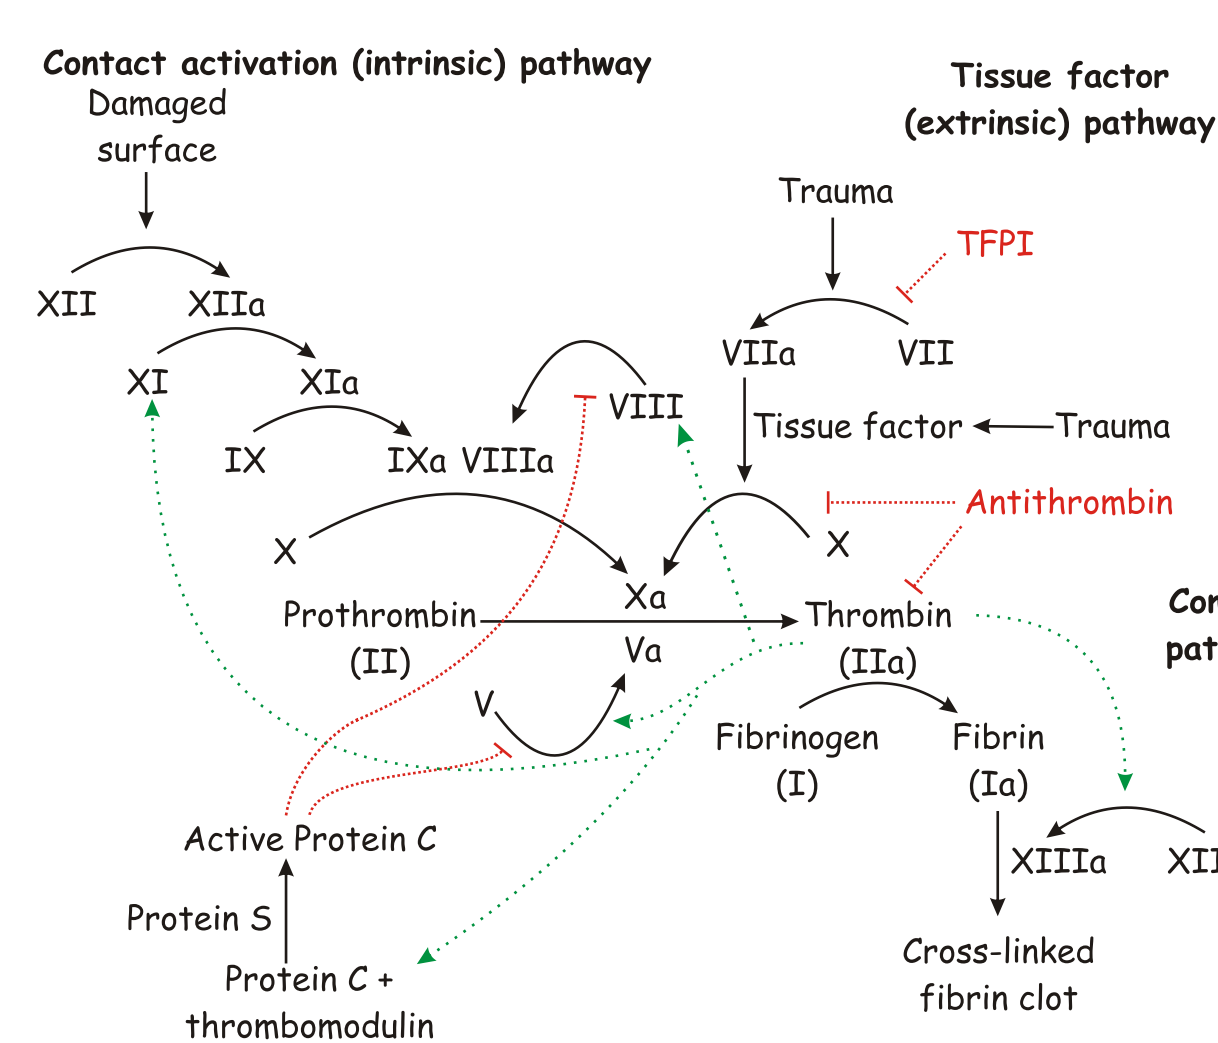 Contact activation (intrinsic) pathway
Damaged
surface
Tissue factor
(extrinsic) pathway
Trauma
TFPI
XII
XIIa
VIIa
VII
XI
XIa
VIII
Tissue factor
Trauma
IX
IXa
VIIIa
Antithrombin
X
X
Xa
Prothrombin
(II)
Thrombin
(IIa)
Va
V
Fibrinogen
(I)
Fibrin
(Ia)
Active Protein C
XIIIa
Protein S
Cross-linked
fibrin clot
Protein C +
thrombomodulin